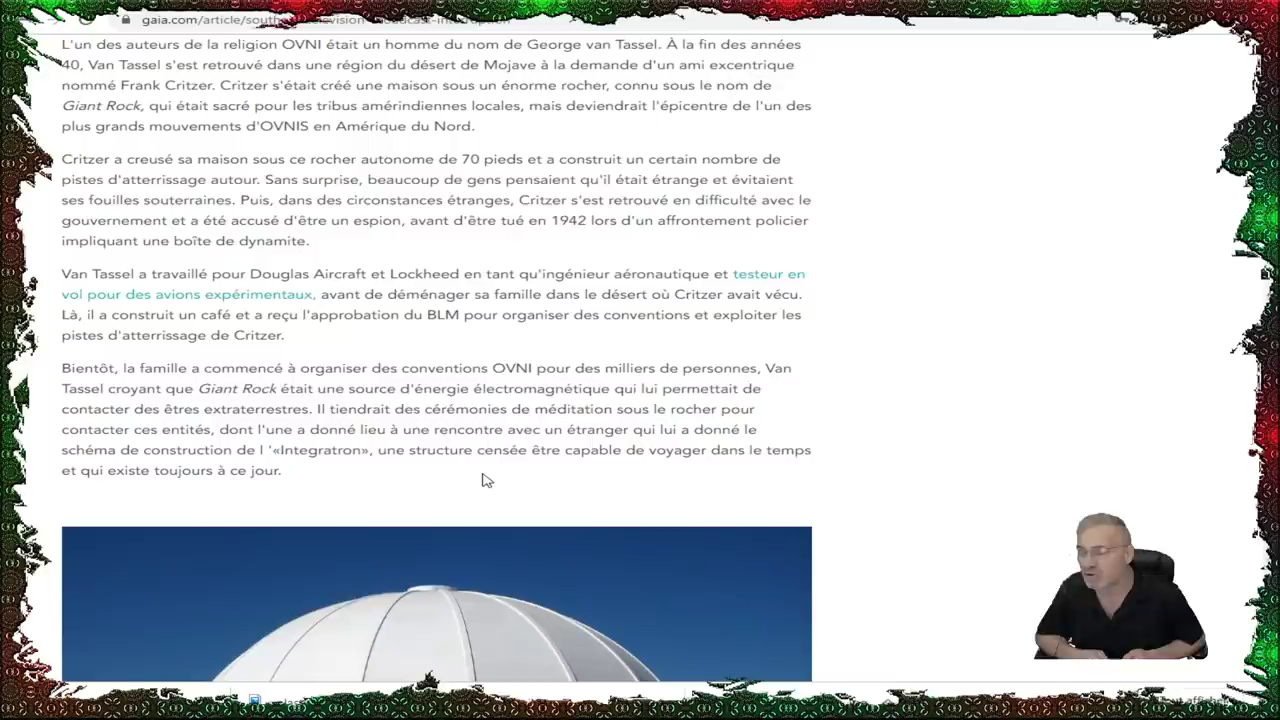 gaia.com/article/south
L'un des auteurs de la religion OVNI était un homme du nom de George van Tassel. À la fin des années
40, Van Tassel s'est retrouvé dans une région du désert de Mojave à la demande d'un ami excentrique
nommé Frank Critzer. Critzer s'était créé une maison sous un énorme rocher, connu sous le nom de
Giant Rock, qui était sacré pour les tribus amérindiennes locales, mais deviendrait l'épicentre de l'un des
plus grands mouvements d'OVNIS en Amérique du Nord.
Critzer a creusé sa maison sous ce rocher autonome de 70 pieds et a construit un certain nombre de
pistes d'atterrissage autour. Sans surprise, beaucoup de gens pensaient qu'il était étrange et évitaient
ses fouilles souterraines. Puis, dans des circonstances étranges, Critzer s'est retrouvé en difficulté avec le
gouvernement et a été accusé d'être un espion, avant d'être tué en 1942 lors d'un affrontement policier
impliquant une boîte de dynamite.
Van Tassel a travaillé pour Douglas Aircraft et Lockheed en tant qu'ingénieur aéronautique et testeur en
vol pour des avions expérimentaux, avant de déménager sa famille dans le désert où Critzer avait vécu.
Là, il a construit un café et a reçu l'approbation du BLM pour organiser des conventions et exploiter les
pistes d'atterrissage de Critzer.
Bientôt, la famille a commencé à organiser des conventions OVNI pour des milliers de personnes, Van
Tassel croyant que Giant Rock était une source d'énergie électromagnétique qui lui permettait de
contacter des êtres extraterrestres. Il tiendrait des cérémonies de méditation sous le rocher pour
contacter ces entités, dont l'une a donné lieu à une rencontre avec un étranger qui lui a donné le
schéma de construction de l '«Integratron», une structure censée être capable de voyager dans le temps
et qui existe toujours à ce jour.